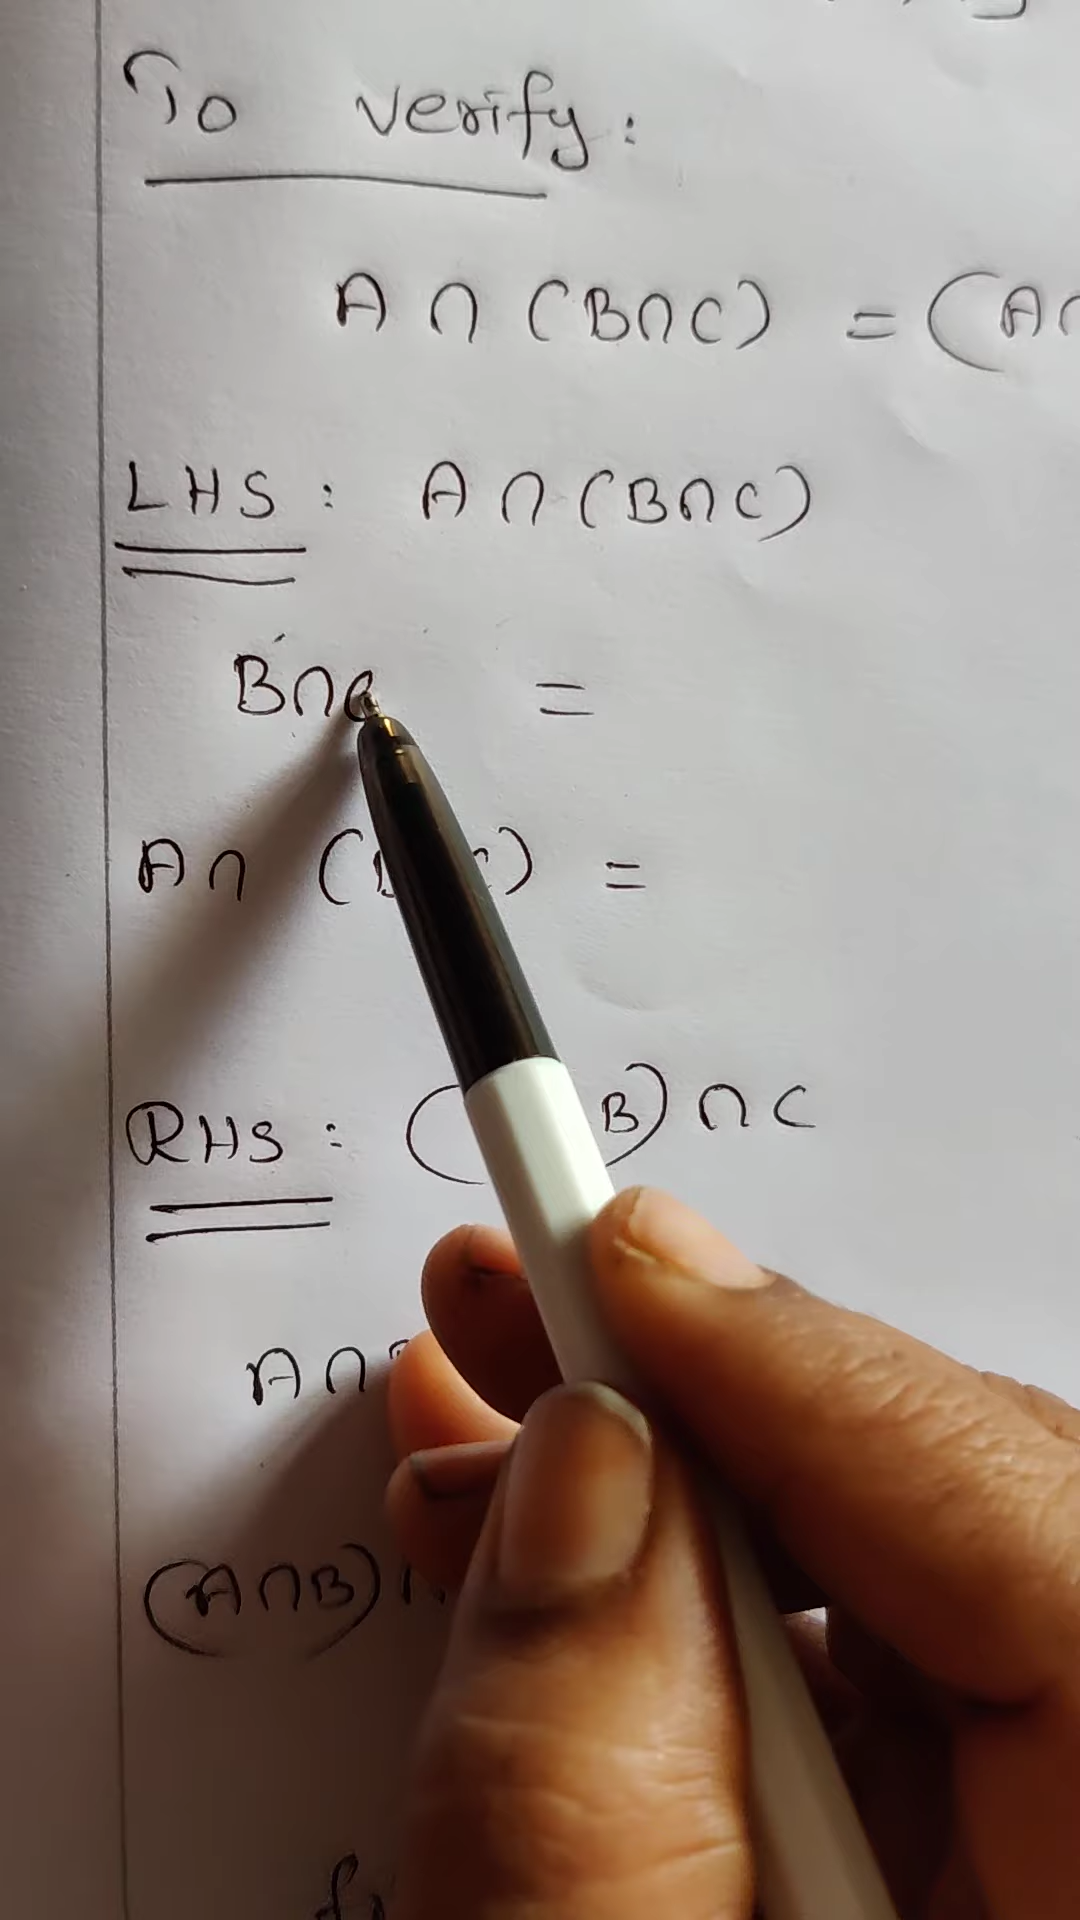 To verify:
A ∩ (B∩C) = (A∩
LHS : A ∩ (B∩C)
B∩C =
A∩ ( ) =
RHS : ( B) ∩ C
A∩
(A∩B)